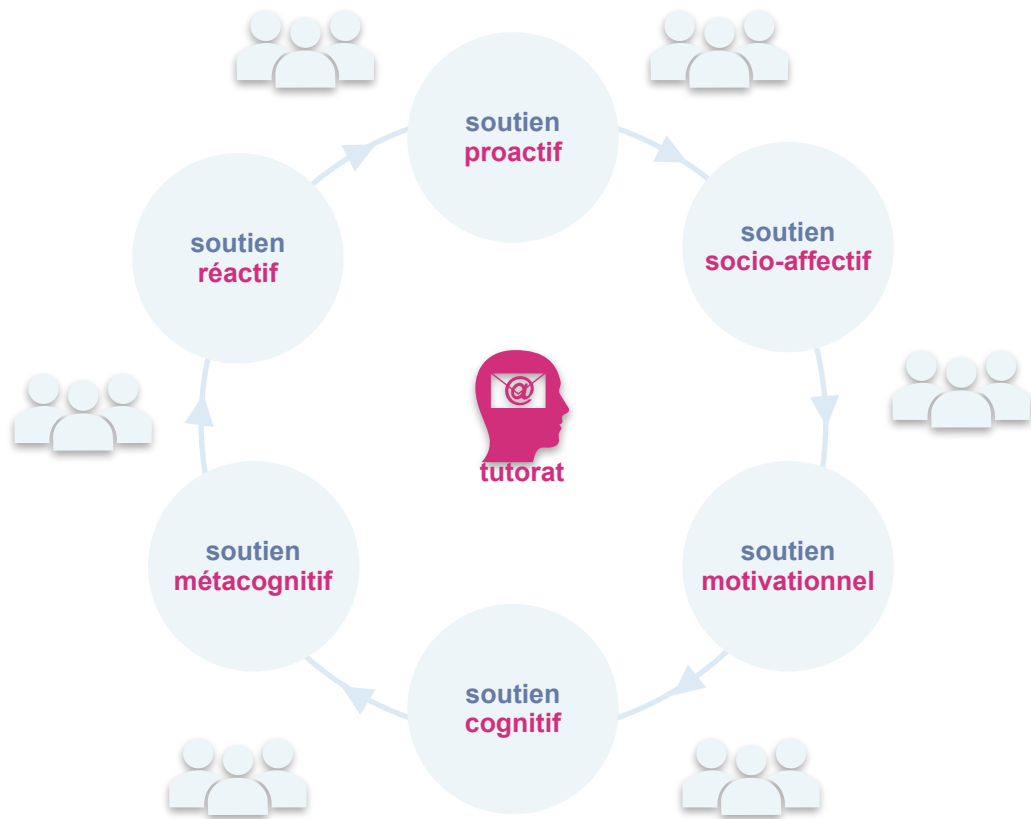 soutien
proactif
soutien
socio-affectif
soutien
motivationnel
soutien
cognitif
soutien
métacognitif
soutien
réactif
@
tutorat